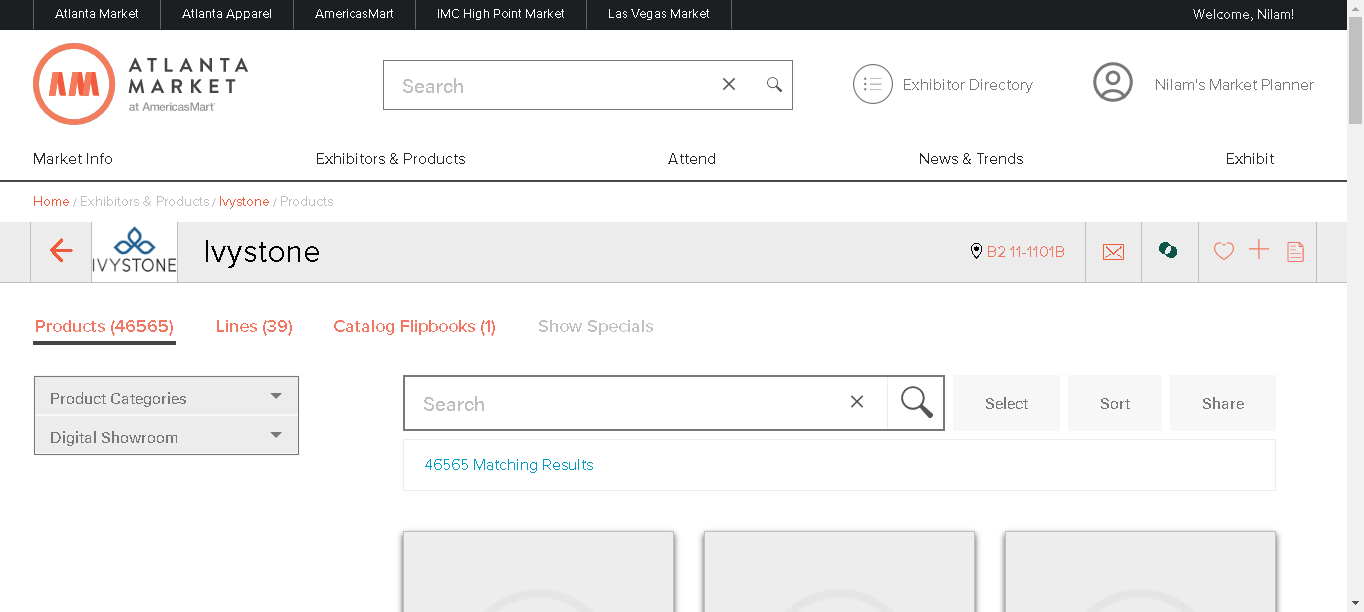 Atlanta Market
Atlanta Apparel
AmericasMart
IMC High Point Market
Las Vegas Market
Welcome, Nilam!
AM
ATLANTA
MARKET
at AmericasMart
Search
Exhibitor Directory
Nilam's Market Planner
Market Info
Exhibitors & Products
Attend
News & Trends
Exhibit
Home / Exhibitors & Products / Ivystone / Products
IVYSTONE
Ivystone
B2 11-1101B
Products (46565)
Lines (39)
Catalog Flipbooks (1)
Show Specials
Product Categories
Digital Showroom
Search
Select
Sort
Share
46565 Matching Results